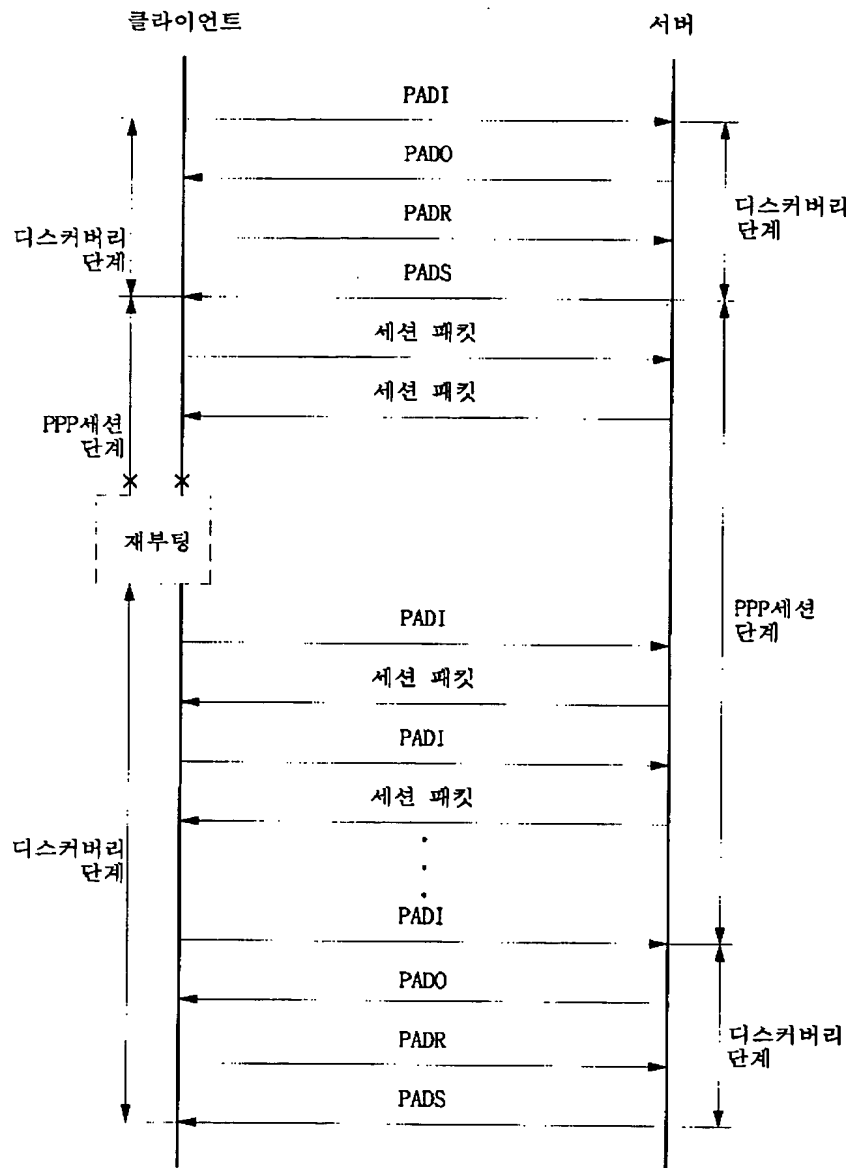 클라이언트
서버
PADI
PADO
디스커버리
단계
PADR
디스커버리
단계
PADS
세션 패킷
세션 패킷
PPP세션
단계
재부팅
PADI
PPP세션
단계
세션 패킷
PADI
세션 패킷
디스커버리
단계
PADI
PADO
PADR
디스커버리
단계
PADS